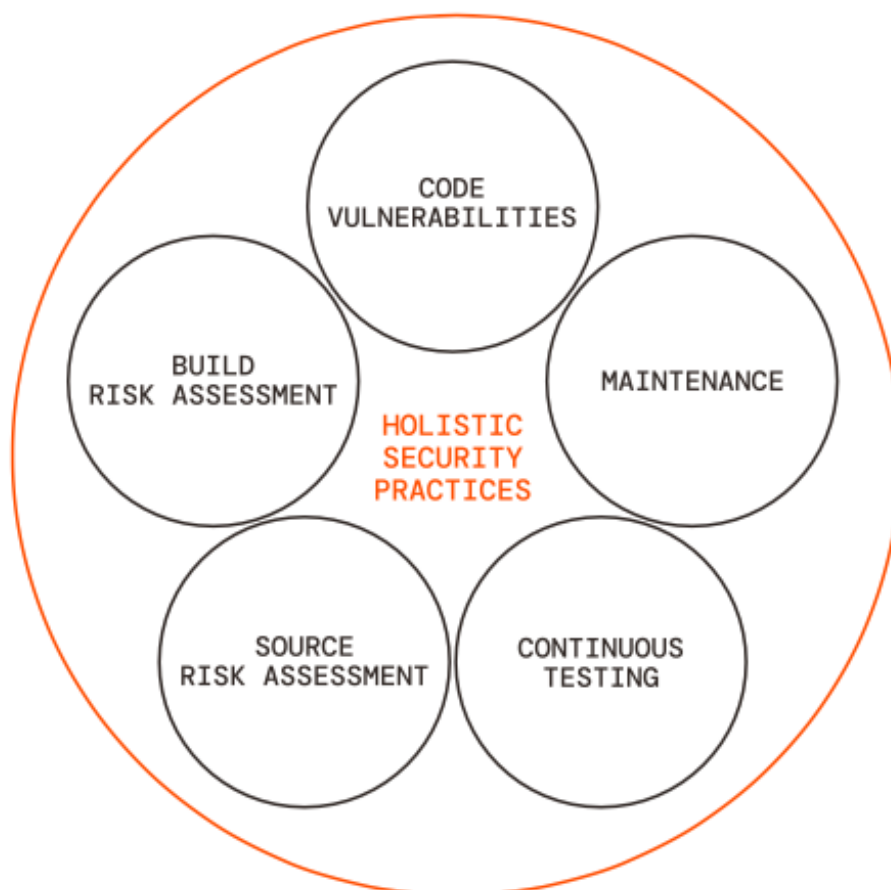 CODE
VULNERABILITIES
BUILD
RISK ASSESSMENT
MAINTENANCE
HOLISTIC
SECURITY
PRACTICES
SOURCE
RISK ASSESSMENT
CONTINUOUS
TESTING